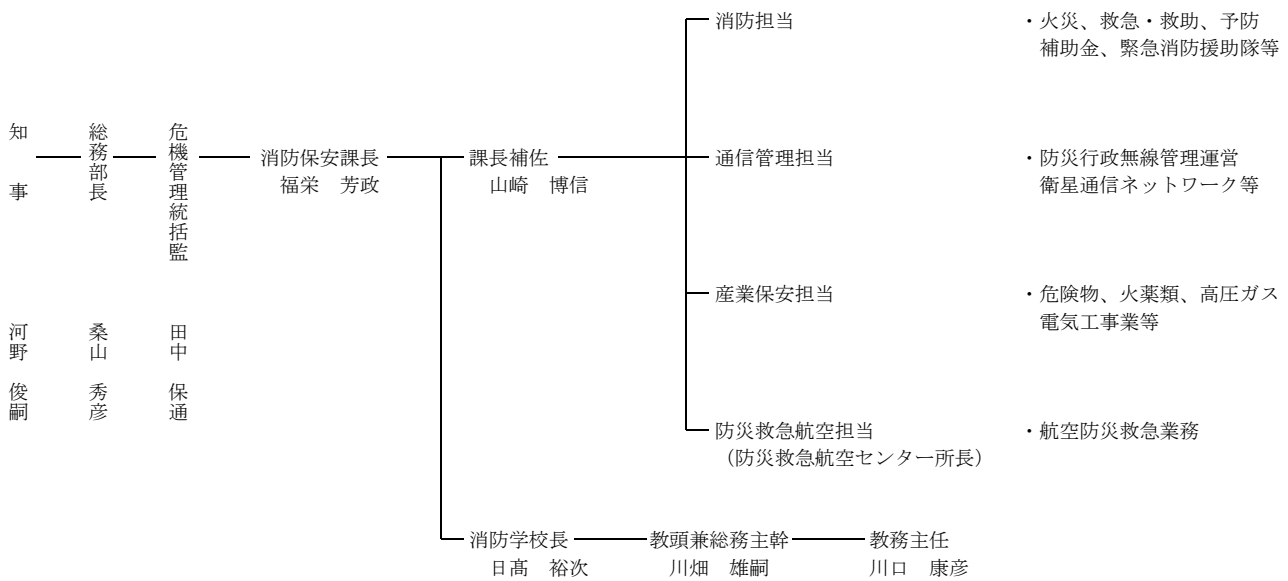 知事
河野 俊嗣
総務部長
桑山 秀彦
危機管理統括監
田中 保通
消防保安課長
福栄 芳政
課長補佐
山崎 博信
消防担当
・火災、救急・救助、予防
補助金、緊急消防援助隊等
通信管理担当
・防災行政無線管理運営
衛星通信ネットワーク等
産業保安担当
・危険物、火薬類、高圧ガス
電気工事業等
防災救急航空担当
（防災救急航空センター所長）
・航空防災救急業務
消防学校長
日髙 裕次
教頭兼総務主幹
川畑 雄嗣
教務主任
川口 康彦